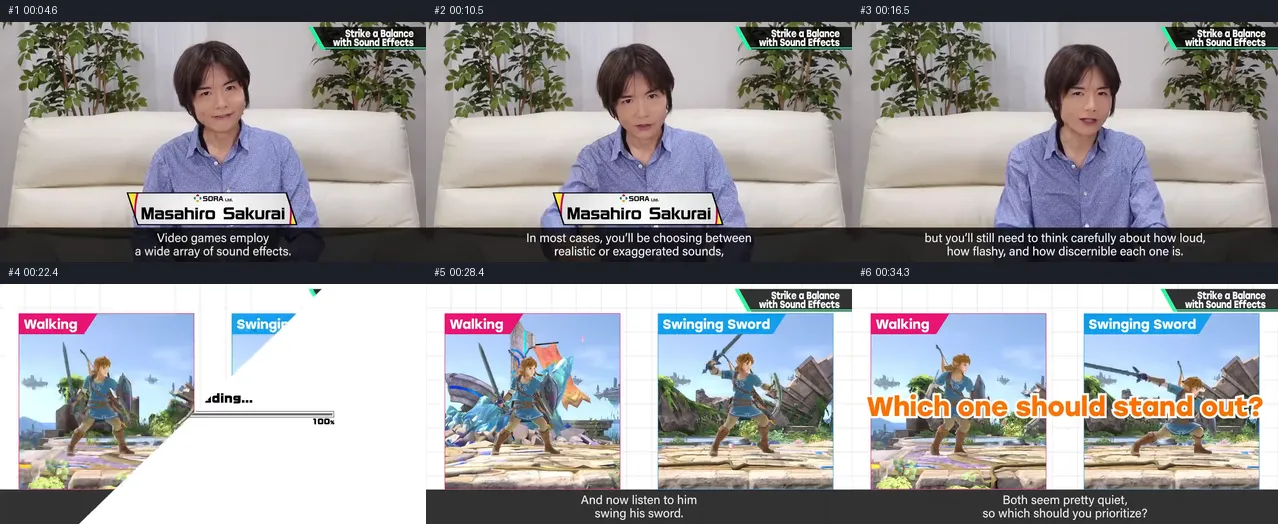 #1 00:04.6
Strike a Balance
with Sound Effects
SORA LTD.
Masahiro Sakurai
Video games employ
a wide array of sound effects.
#2 00:10.5
Strike a Balance
with Sound Effects
SORA LTD.
Masahiro Sakurai
In most cases, you'll be choosing between
realistic or exaggerated sounds,
#3 00:16.5
Strike a Balance
with Sound Effects
but you'll still need to think carefully about how loud,
how flashy, and how discernible each one is.
#4 00:22.4
Walking
Swingin
ding...
100%
#5 00:28.4
Strike a Balance
with Sound Effects
Walking
Swinging Sword
And now listen to him
swing his sword.
#6 00:34.3
Strike a Balance
with Sound Effects
Walking
Swinging Sword
Which one should stand out?
Both seem pretty quiet,
so which should you prioritize?